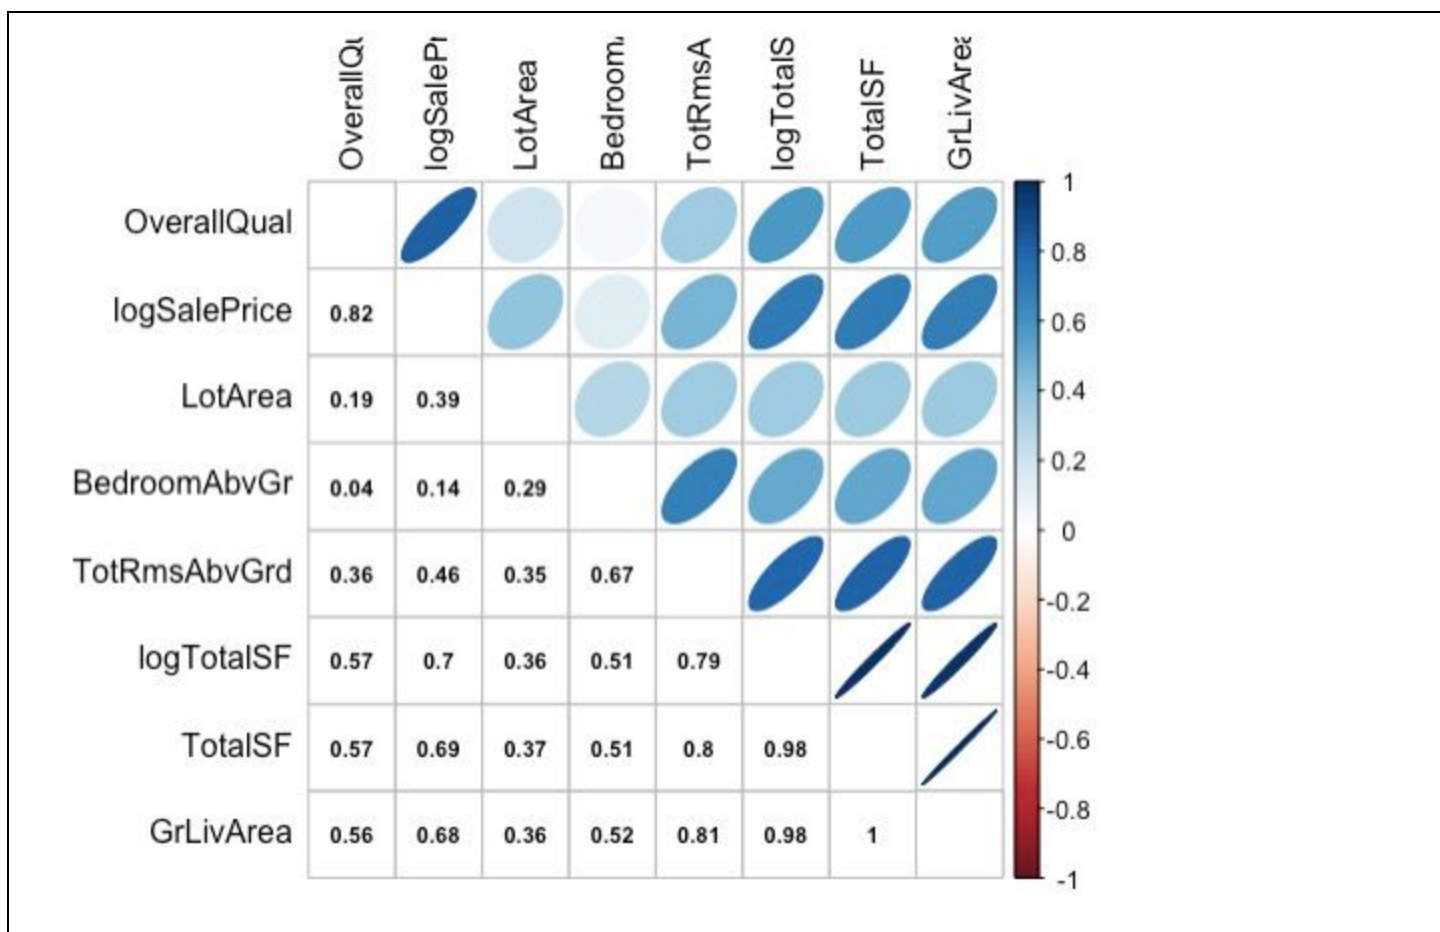 OverallQu logSalePr LotArea BedroomA TotRmsA logTotalS TotalSF GrLivArea
1
OverallQual
0.8
logSalePrice 0.82
0.6
LotArea 0.19 0.39
0.4
0.2
BedroomAbvGr 0.04 0.14 0.29
0
TotRmsAbvGrd 0.36 0.46 0.35 0.67
-0.2
logTotalSF 0.57 0.7 0.36 0.51 0.79
-0.4
-0.6
TotalSF 0.57 0.69 0.37 0.51 0.8 0.98
-0.8
GrLivArea 0.56 0.68 0.36 0.52 0.81 0.98 1
-1